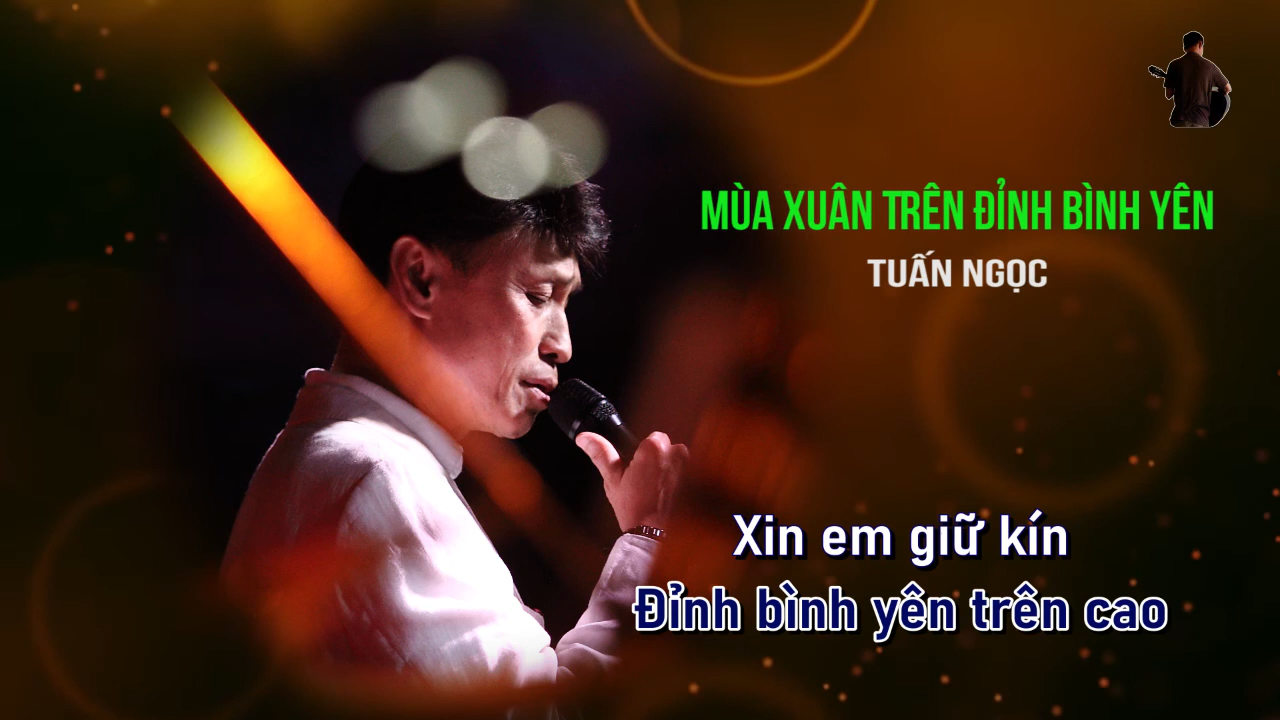 MÙA XUÂN TRÊN ĐỈNH BÌNH YÊN
TUẤN NGỌC
Xin em giữ kín
Đỉnh bình yên trên cao